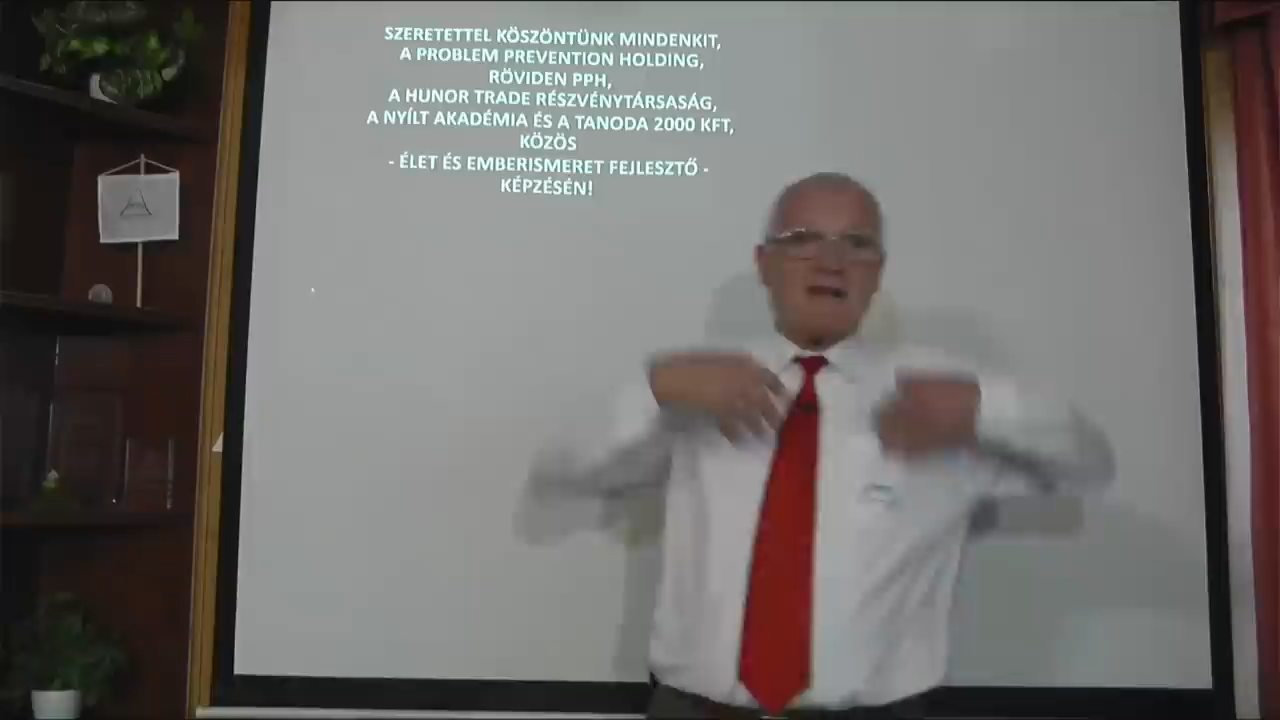 SZERETETTEL KÖSZÖNTÜNK MINDENKIT,
A PROBLEM PREVENTION HOLDING,
RÖVIDEN PPH,
A HUNOR TRADE RÉSZVÉNYTÁRSASÁG,
A NYÍLT AKADÉMIA ÉS A TANODA 2000 KFT,
KÖZÖS
- ÉLET ÉS EMBERISMERET FEJLESZTŐ -
KÉPZÉSÉN!